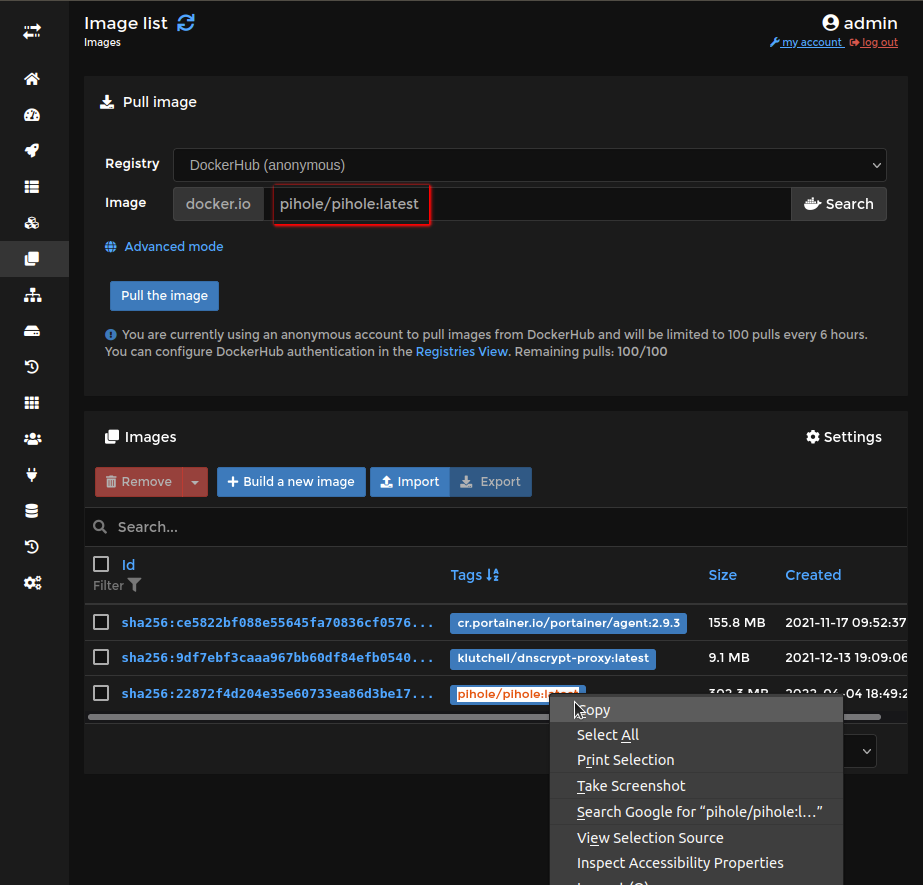 Image list
admin
Images
my account log out
Pull image
Registry DockerHub (anonymous)
Image docker.io pihole/pihole:latest Search
Advanced mode
Pull the image
You are currently using an anonymous account to pull images from DockerHub and will be limited to 100 pulls every 6 hours.
You can configure DockerHub authentication in the Registries View. Remaining pulls: 100/100
Images Settings
Remove Build a new image Import Export
Search...
Id
Filter
Tags Size Created
sha256:ce5822bf088e55645fa70836cf0576... cr.portainer.io/portainer/agent:2.9.3 155.8 MB 2021-11-17 09:52:37
sha256:9df7ebf3caaa967bb60df84efb0540... klutchell/dnscrypt-proxy:latest 9.1 MB 2021-12-13 19:09:06
sha256:22872f4d204e35e60733ea86d3be17... pihole/pihole:latest 302.3 MB 2022-04-04 18:49:2
Copy
Select All
Print Selection
Take Screenshot
Search Google for “pihole/pihole:l…”
View Selection Source
Inspect Accessibility Properties